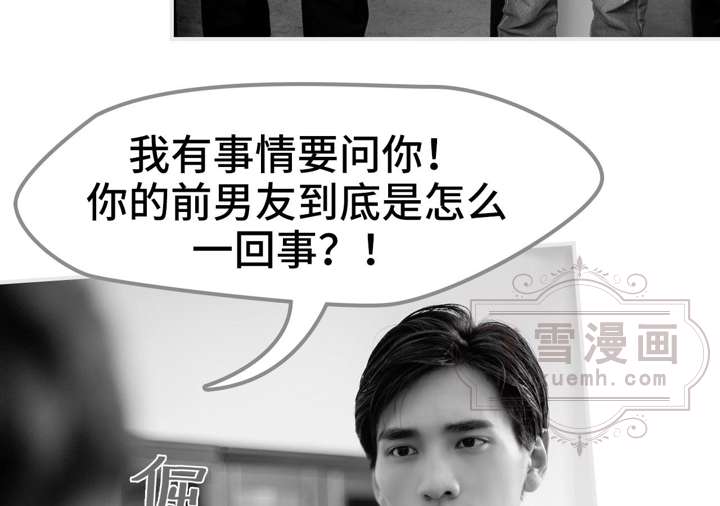 我有事情要问你！
你的前男友到底是怎么
一回事？！
雪漫画
xuemh.com
倔